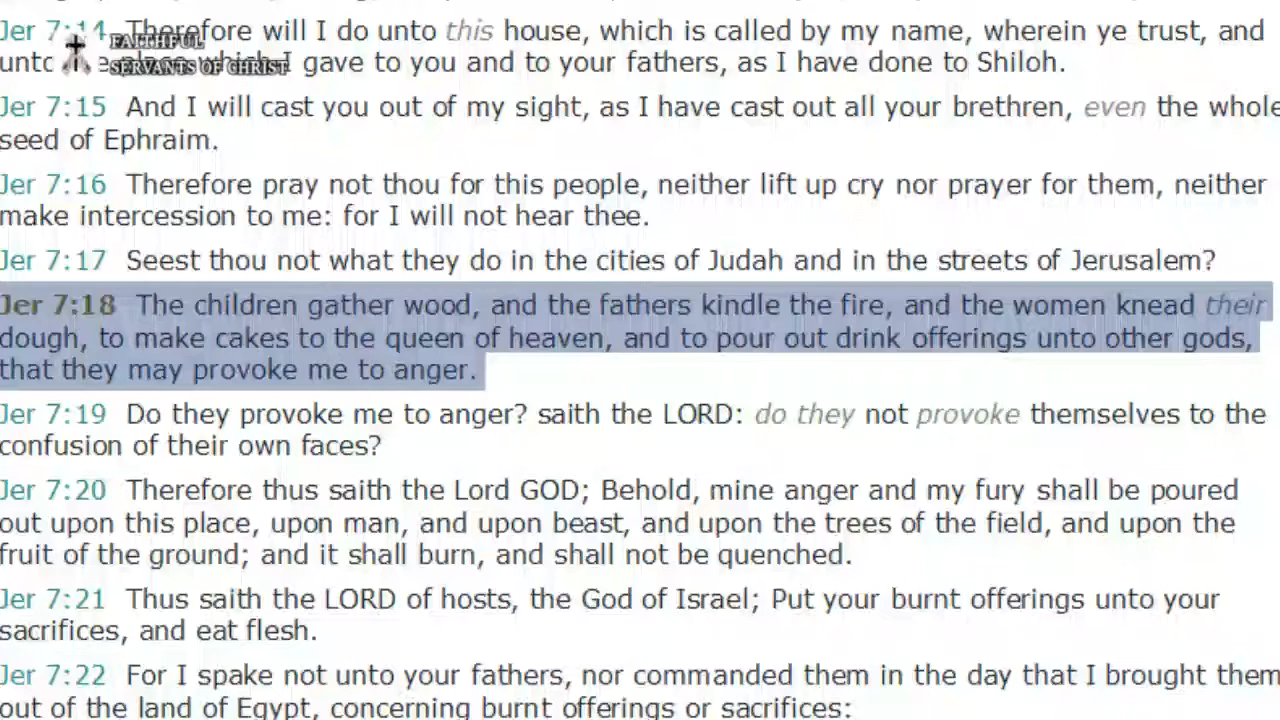 Jer 7:14 Therefore will I do unto this house, which is called by my name, wherein ye trust, and
unto I gave to you and to your fathers, as I have done to Shiloh.
FAITHFUL
SERVANTS OF CHRIST
Jer 7:15 And I will cast you out of my sight, as I have cast out all your brethren, even the whole
seed of Ephraim.
Jer 7:16 Therefore pray not thou for this people, neither lift up cry nor prayer for them, neither
make intercession to me: for I will not hear thee.
Jer 7:17 Seest thou not what they do in the cities of Judah and in the streets of Jerusalem?
Jer 7:18 The children gather wood, and the fathers kindle the fire, and the women knead their
dough, to make cakes to the queen of heaven, and to pour out drink offerings unto other gods,
that they may provoke me to anger.
Jer 7:19 Do they provoke me to anger? saith the LORD: do they not provoke themselves to the
confusion of their own faces?
Jer 7:20 Therefore thus saith the Lord GOD; Behold, mine anger and my fury shall be poured
out upon this place, upon man, and upon beast, and upon the trees of the field, and upon the
fruit of the ground; and it shall burn, and shall not be quenched.
Jer 7:21 Thus saith the LORD of hosts, the God of Israel; Put your burnt offerings unto your
sacrifices, and eat flesh.
Jer 7:22 For I spake not unto your fathers, nor commanded them in the day that I brought them
out of the land of Egypt, concerning burnt offerings or sacrifices: